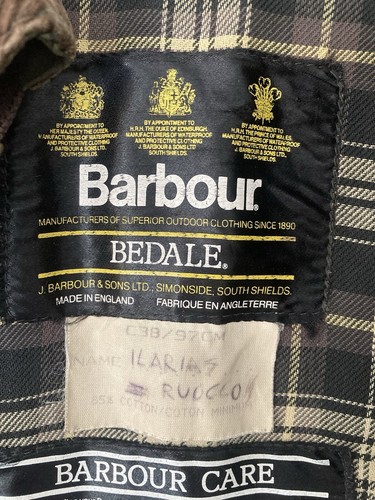 BY APPOINTMENT TO
HER MAJESTY THE QUEEN.
MANUFACTURERS OF WATERPROOF
AND PROTECTIVE CLOTHING
J. BARBOUR & SONS LTD.,
SOUTH SHIELDS.
BY APPOINTMENT TO
H.R.H. THE DUKE OF EDINBURGH.
MANUFACTURERS OF WATERPROOF
AND PROTECTIVE CLOTHING
J. BARBOUR & SONS LTD.
SOUTH SHIELDS.
BY APPOINTMENT TO
H.R.H. THE PRINCE OF WALES.
MANUFACTURERS OF WATERPROOF
AND PROTECTIVE CLOTHING
J. BARBOUR & SONS LTD.
SOUTH SHIELDS.
Barbour®
MANUFACTURERS OF SUPERIOR OUTDOOR CLOTHING SINCE 1890
BEDALE®
J. BARBOUR & SONS LTD., SIMONSIDE, SOUTH SHIELDS.
MADE IN ENGLAND FABRIQUE EN ANGLETERRE
C38/97CM
NAME ILARIA
RUOCCO
85% COTTON/COTON MINIMUM
BARBOUR CARE